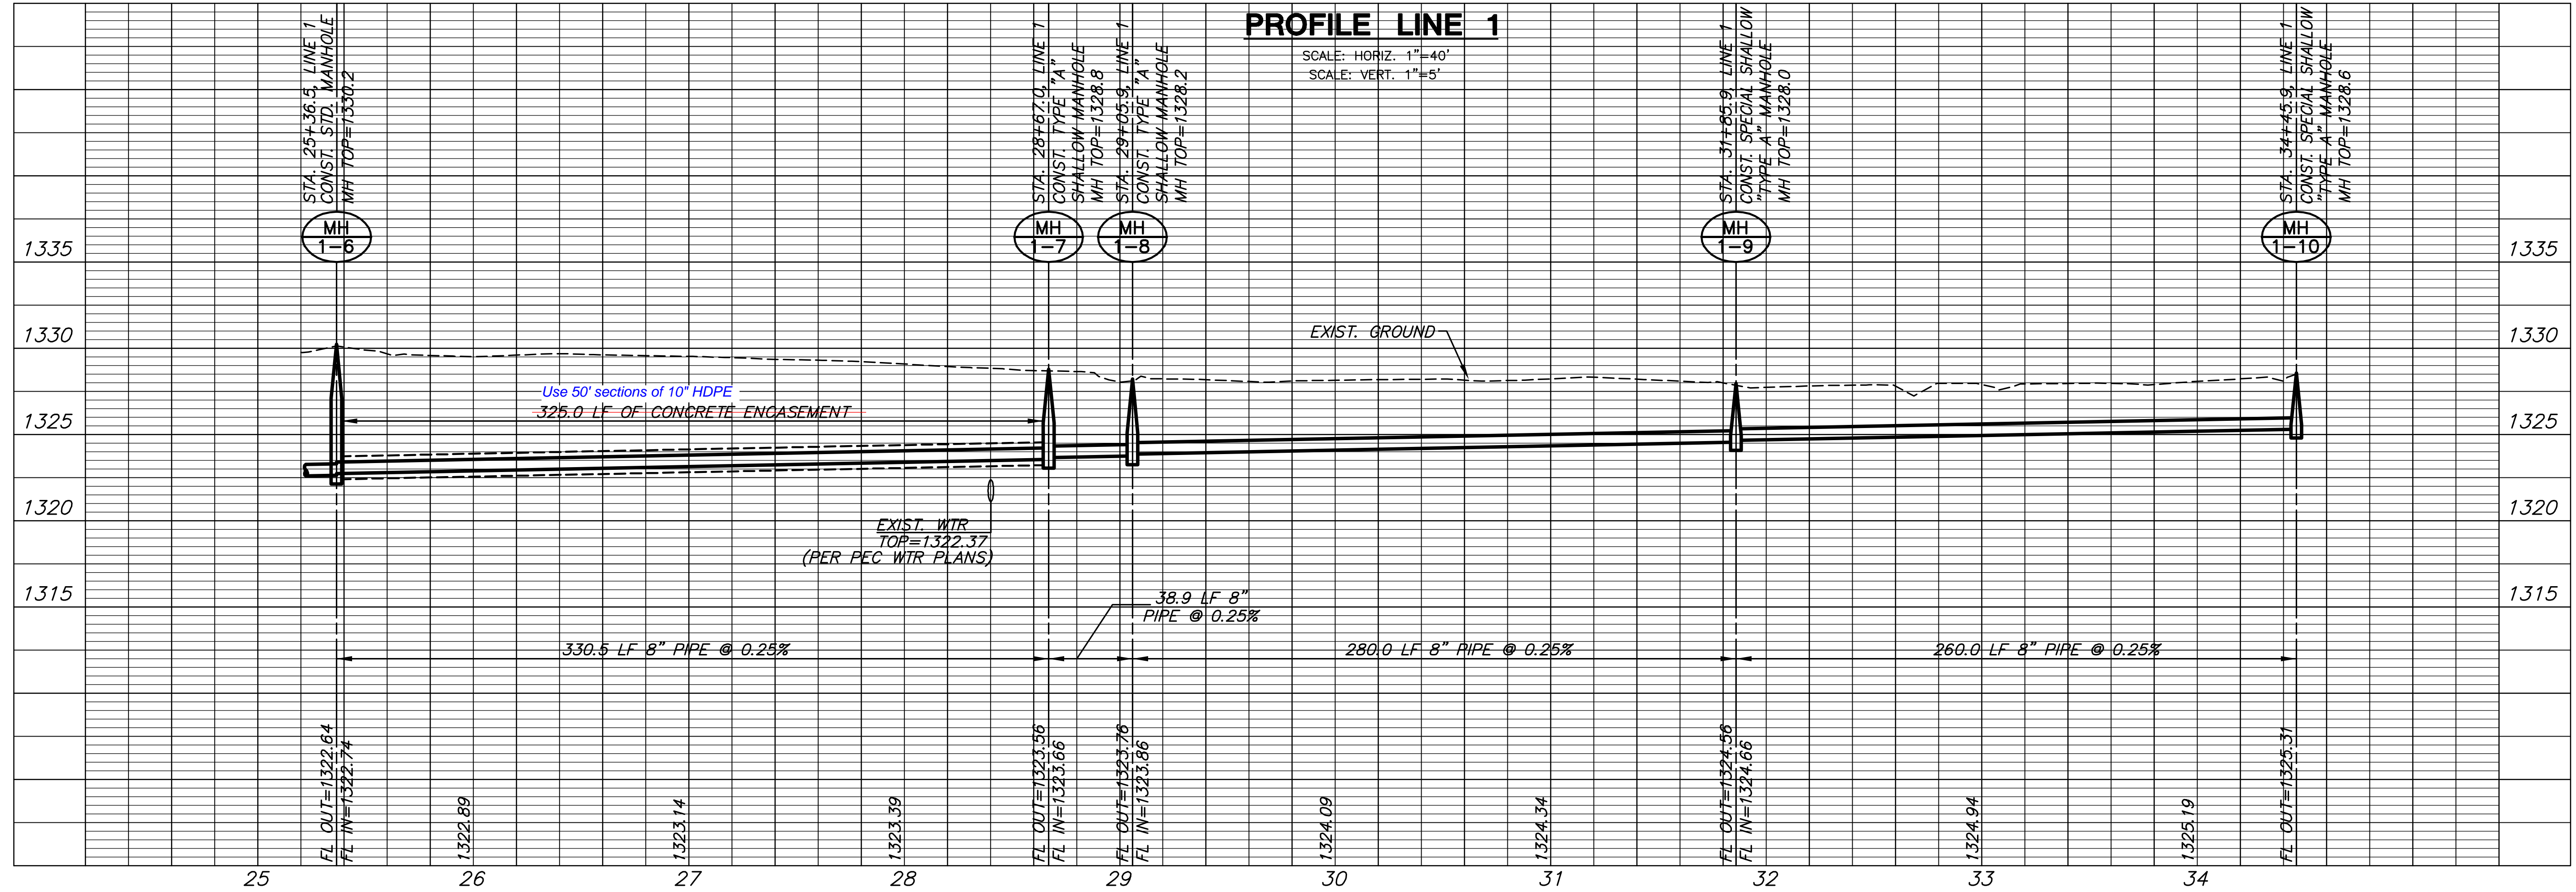 PROFILE LINE 1
SCALE: HORIZ. 1"=40'
SCALE: VERT. 1"=5'
STA. 25+36.5, LINE 1
CONST. STD. MANHOLE
MH TOP=1330.2
STA. 28+67.0, LINE 1
CONST. TYPE "A"
SHALLOW MANHOLE
MH TOP=1328.8
STA. 29+05.9, LINE 1
CONST. TYPE "A"
SHALLOW MANHOLE
MH TOP=1328.2
STA. 31+85.9, LINE 1
CONST. SPECIAL SHALLOW
"TYPE A" MANHOLE
MH TOP=1328.0
STA. 34+45.9, LINE 1
CONST. SPECIAL SHALLOW
"TYPE A" MANHOLE
MH TOP=1328.6
MH
1-6
MH
1-7
MH
1-8
MH
1-9
MH
1-10
1335
1335
1330
1330
EXIST. GROUND
Use 50' sections of 10" HDPE
325.0 LF OF CONCRETE ENCASEMENT
1325
1325
1320
1320
EXIST. WTR
TOP=1322.37
(PER PEC WTR PLANS)
1315
1315
38.9 LF 8"
PIPE @ 0.25%
330.5 LF 8" PIPE @ 0.25%
280.0 LF 8" PIPE @ 0.25%
260.0 LF 8" PIPE @ 0.25%
FL OUT=1322.64
FL IN=1322.74
1322.89
1323.14
1323.39
FL OUT=1323.56
FL IN=1323.66
FL OUT=1323.76
FL IN=1323.86
1324.09
1324.34
FL OUT=1324.56
FL IN=1324.66
1324.94
1325.19
FL OUT=1325.31
25
26
27
28
29
30
31
32
33
34